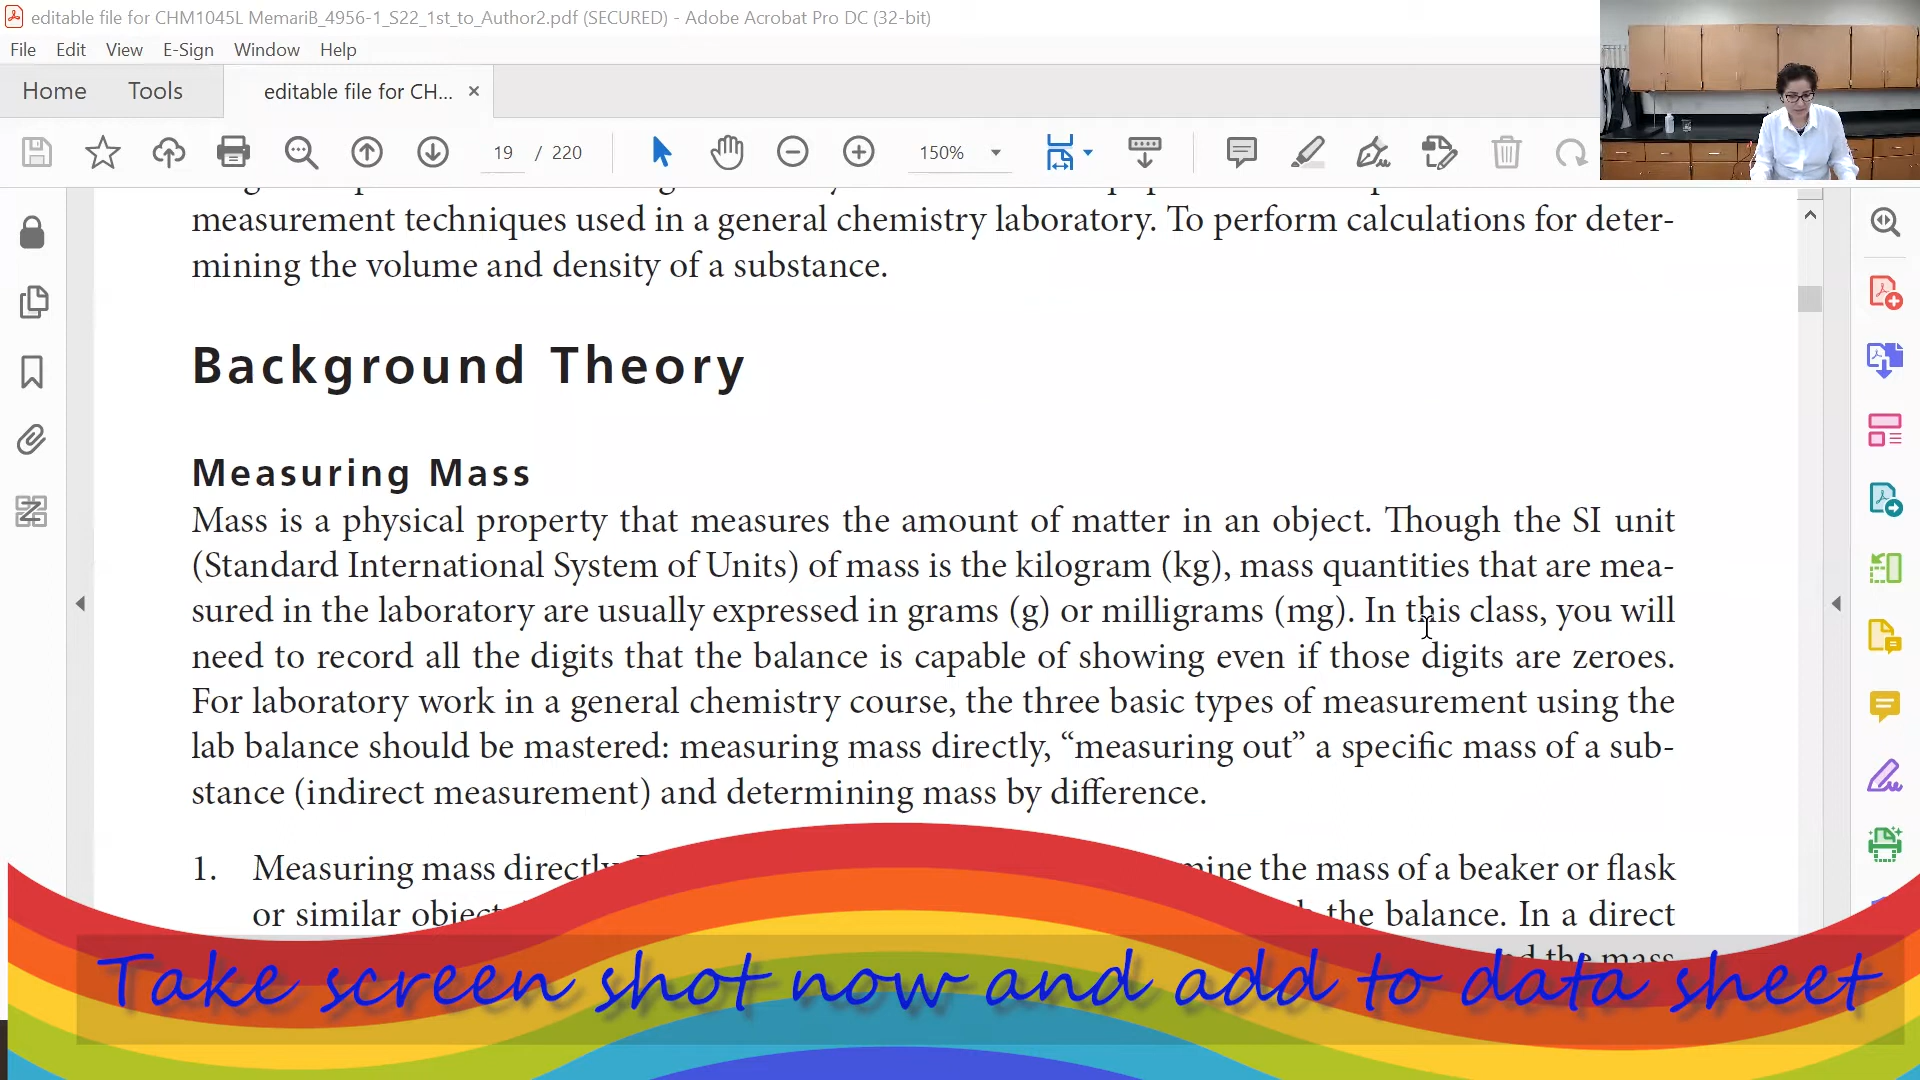 editable file for CHM1045L MemariB_4956-1_S22_1st_to_Author2.pdf (SECURED) - Adobe Acrobat Pro DC (32-bit)
File Edit View E-Sign Window Help
Home Tools editable file for CH... ×
19 / 220 150%
measurement techniques used in a general chemistry laboratory. To perform calculations for deter-
mining the volume and density of a substance.
Background Theory
Measuring Mass
Mass is a physical property that measures the amount of matter in an object. Though the SI unit
(Standard International System of Units) of mass is the kilogram (kg), mass quantities that are mea-
sured in the laboratory are usually expressed in grams (g) or milligrams (mg). In this class, you will
need to record all the digits that the balance is capable of showing even if those digits are zeroes.
For laboratory work in a general chemistry course, the three basic types of measurement using the
lab balance should be mastered: measuring mass directly, “measuring out” a specific mass of a sub-
stance (indirect measurement) and determining mass by difference.
1. Measuring mass directly the mass of a beaker or flask
or similar the balance. In a direct
the mass
Take screen shot now and add to data sheet